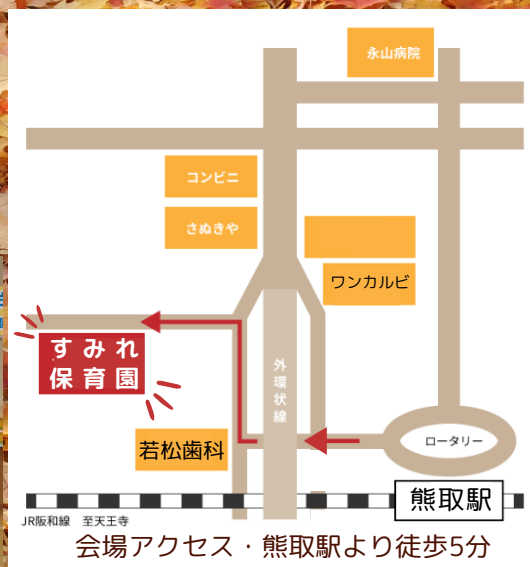 永山病院
コンビニ
さぬきや
ワンカルビ
すみれ
保育園
外環状線
若松歯科
ロータリー
熊取駅
JR阪和線 至天王寺
会場アクセス・熊取駅より徒歩5分